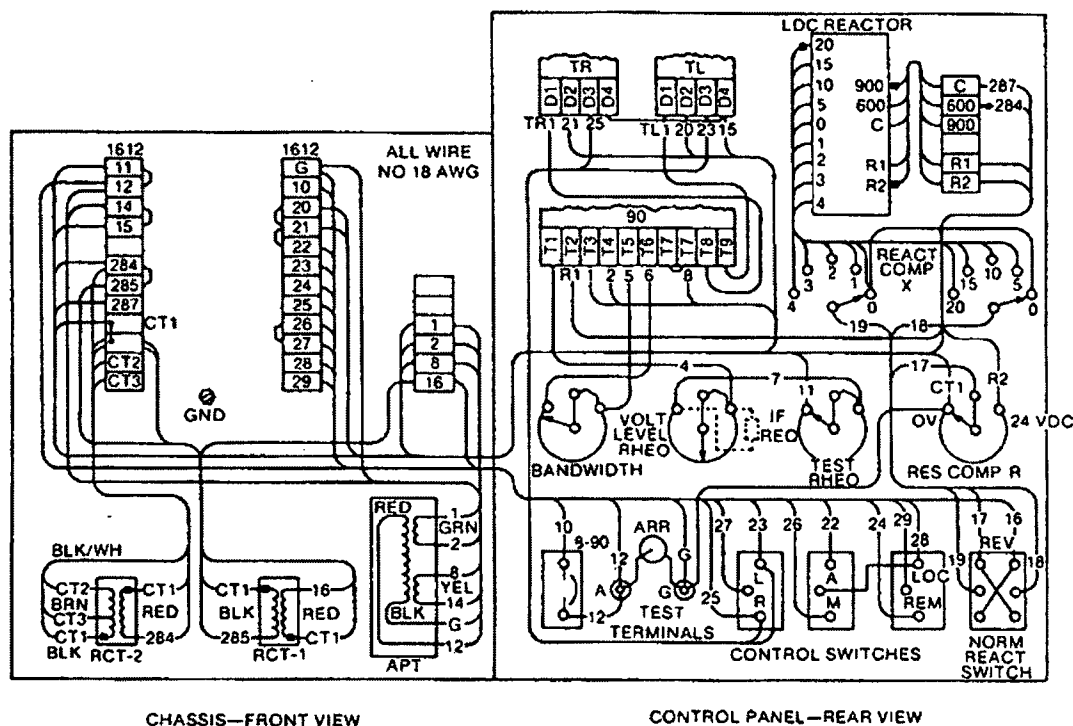 LDC REACTOR
TR
D1 D2 D3 D4
TR1 21 25
TL
D1 D2 D3 D4
TL1 20 23 15
20
15
10
5
0
1
2
3
4
900
600
C
R1
R2
C
600
900
R1
R2
287
284
1612
11
12
14
15
284
285
287
CT1
CT2
CT3
1612
G
10
20
21
22
23
24
25
26
27
28
29
ALL WIRE
NO 18 AWG
1
2
8
16
GND
90
T1 T2 T3 T4 T5 T6 T7 T7 T8 T9
R1 1 2 5 6 8
REACT
COMP
X
4 3 2 1 0
20 15 10 5 0
19 18
4 7 11 17
CT1
R2
BANDWIDTH
VOLT
LEVEL
RHEO
IF
REQ
TEST
RHEO
OV
24 VDC
RES COMP R
RED
1
GRN
2
8
YEL
14
BLK
G
12
APT
BLK/WH
CT2
BRN
CT3
CT1
BLK
CT1
RED
284
RCT-2
CT1
BLK
285
16
RED
CT1
RCT-1
10
8-90
12
12
A
ARR
G
G
TEST
TERMINALS
27 23 26 22 24 29 28
25
L
R
A
M
LOC
REM
CONTROL SWITCHES
17 16
REV
19 18
NORM
REACT
SWITCH
CHASSIS—FRONT VIEW
CONTROL PANEL—REAR VIEW